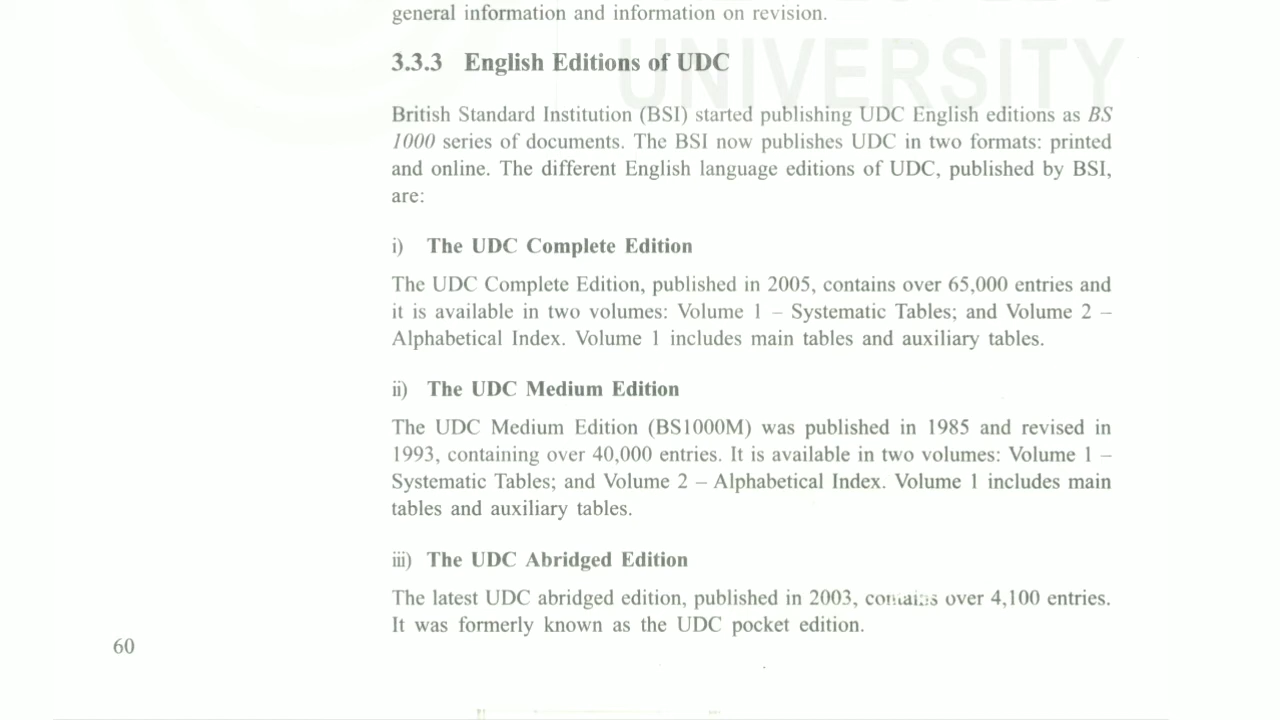 general information and information on revision.
UNIVERSITY
3.3.3 English Editions of UDC
British Standard Institution (BSI) started publishing UDC English editions as BS
1000 series of documents. The BSI now publishes UDC in two formats: printed
and online. The different English language editions of UDC, published by BSI,
are:
i) The UDC Complete Edition
The UDC Complete Edition, published in 2005, contains over 65,000 entries and
it is available in two volumes: Volume 1 – Systematic Tables; and Volume 2 –
Alphabetical Index. Volume 1 includes main tables and auxiliary tables.
ii) The UDC Medium Edition
The UDC Medium Edition (BS1000M) was published in 1985 and revised in
1993, containing over 40,000 entries. It is available in two volumes: Volume 1 –
Systematic Tables; and Volume 2 – Alphabetical Index. Volume 1 includes main
tables and auxiliary tables.
iii) The UDC Abridged Edition
The latest UDC abridged edition, published in 2003, contains over 4,100 entries.
It was formerly known as the UDC pocket edition.
60